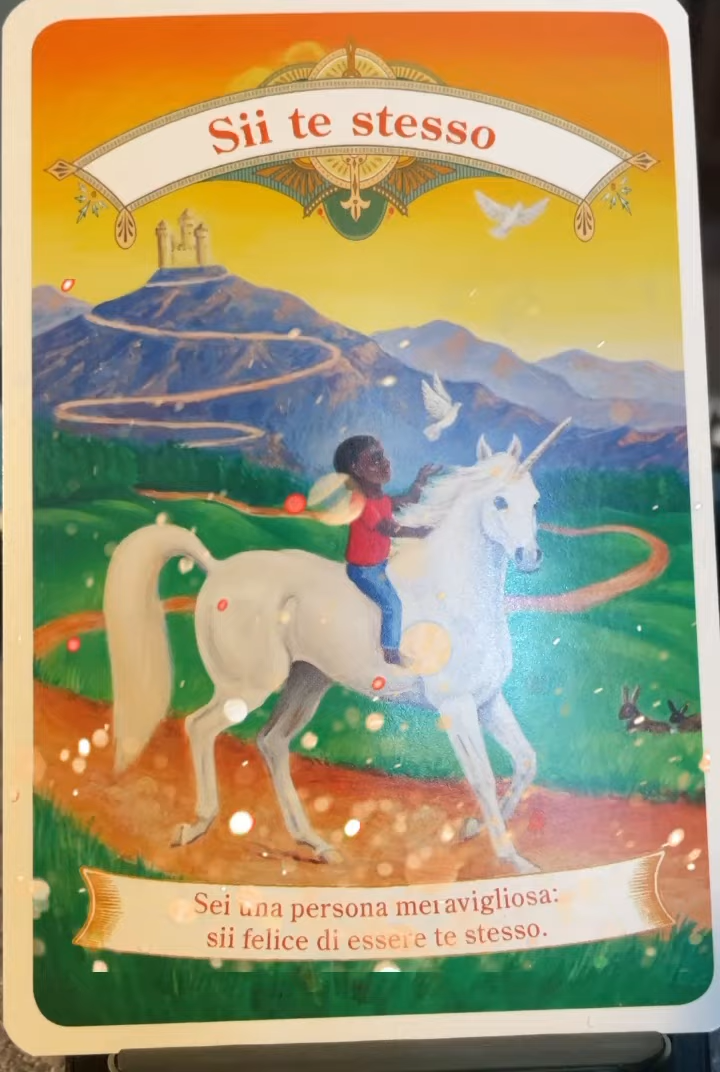 Sii te stesso
Sei una persona meravigliosa:
sii felice di essere te stesso.